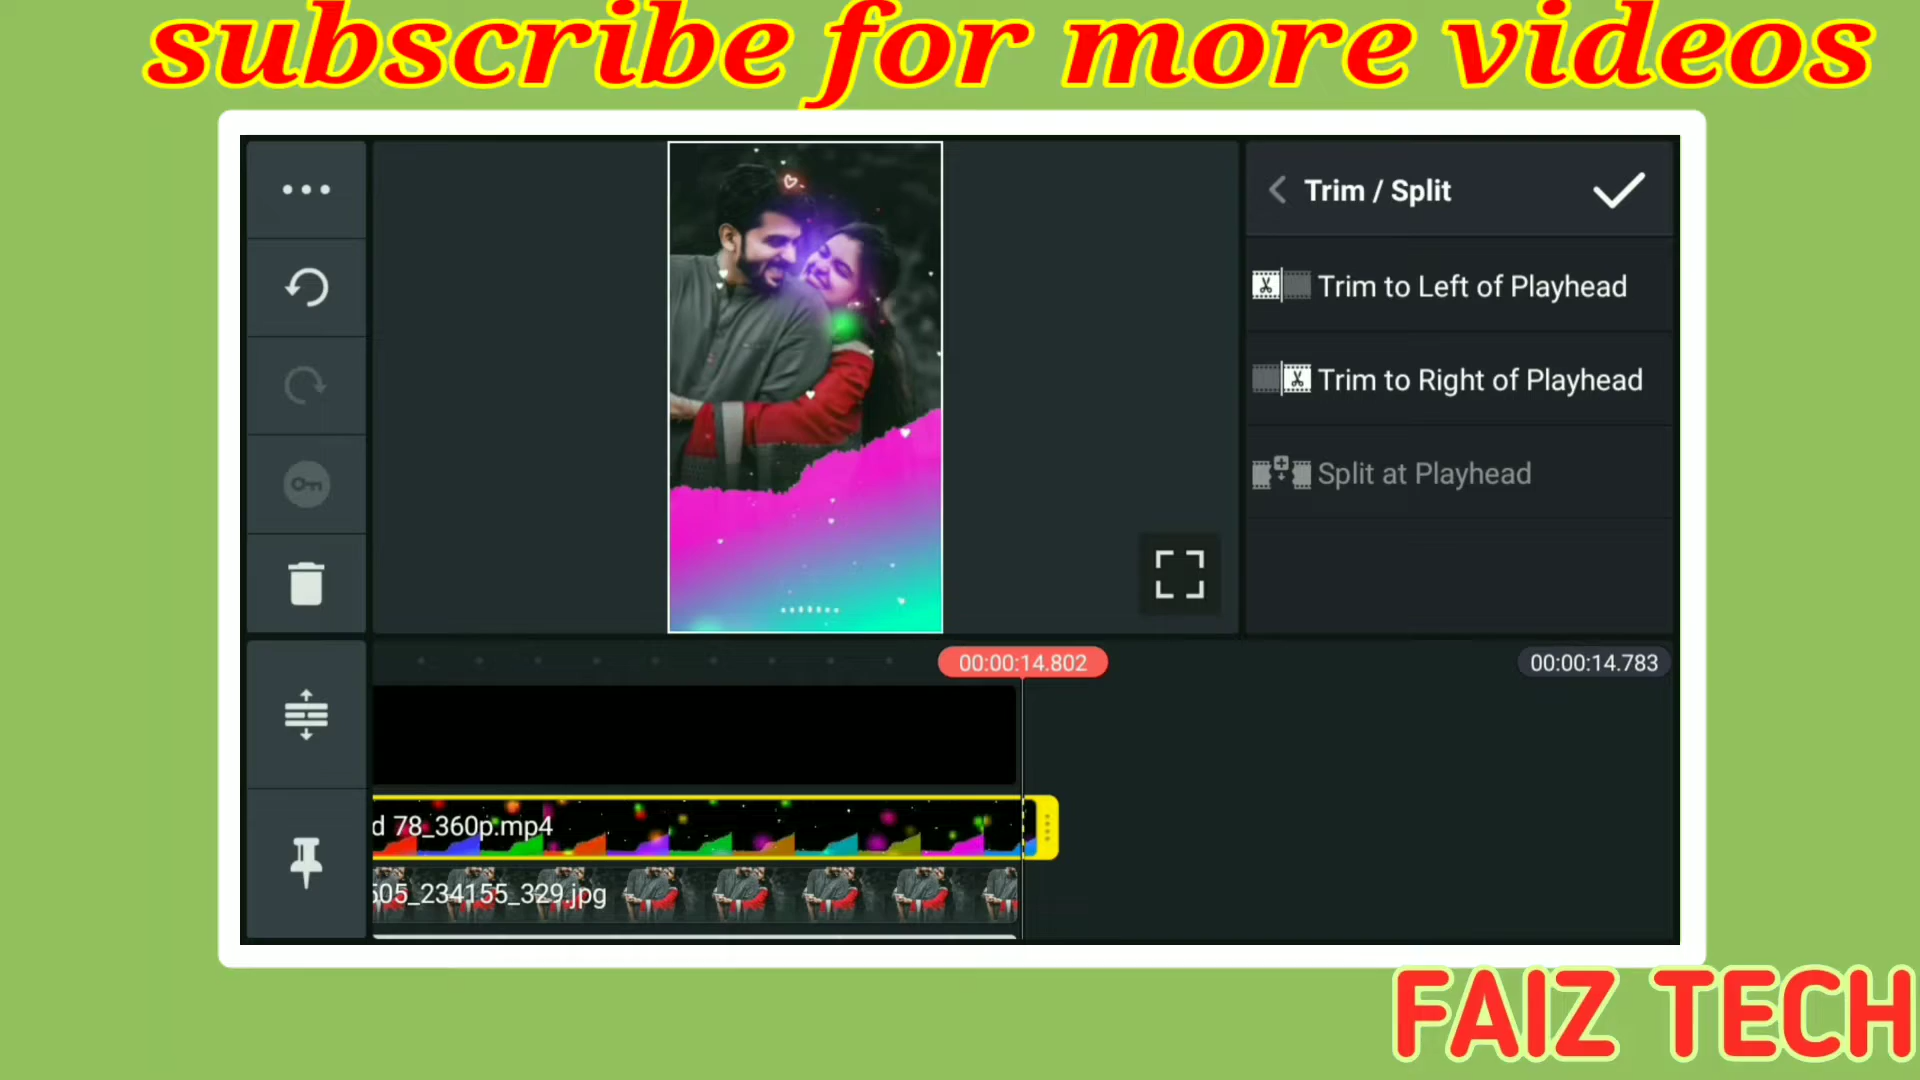 subscribe for more videos
Trim / Split
Trim to Left of Playhead
Trim to Right of Playhead
Split at Playhead
00:00:14.802
00:00:14.783
d 78_360p.mp4
505_234155_329.jpg
FAIZ TECH